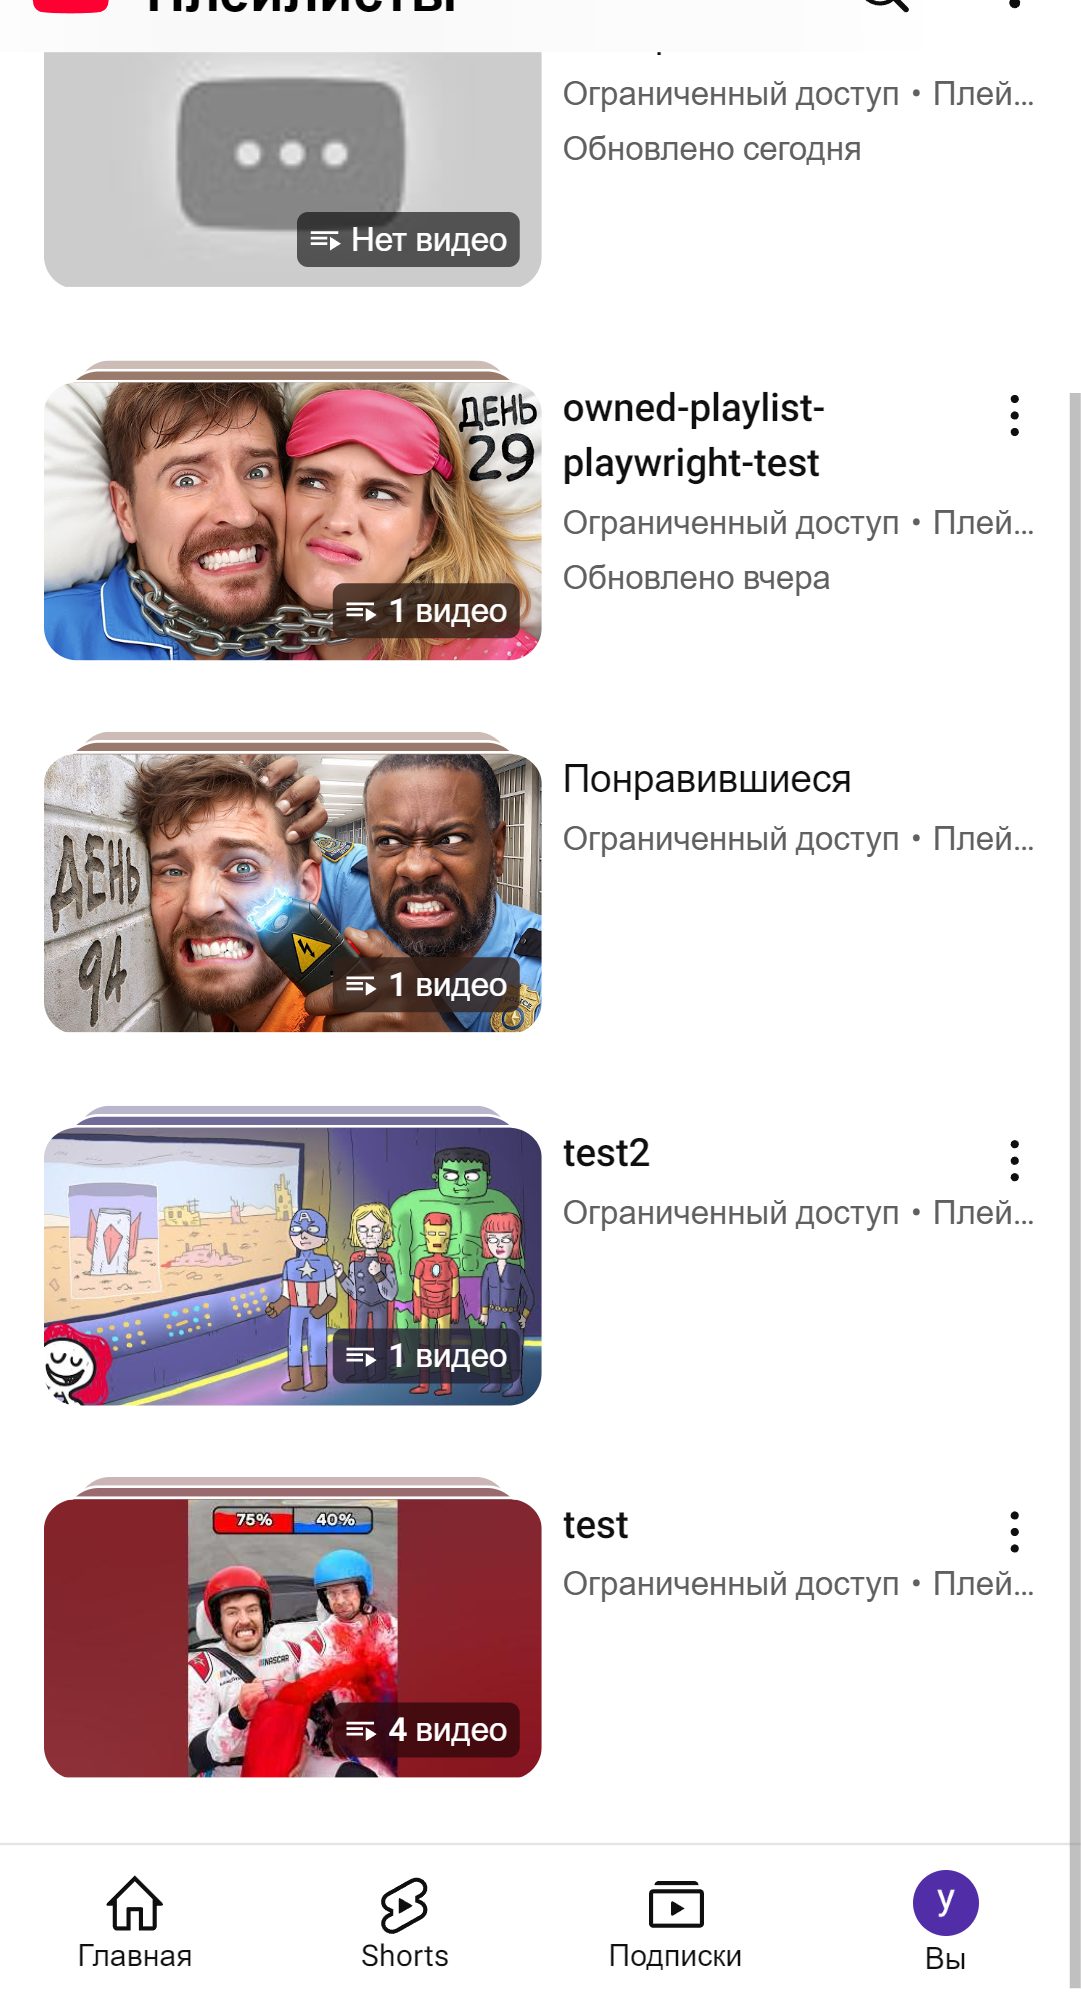 Плейлисты
Ограниченный доступ • Плей...
Обновлено сегодня
Нет видео
ДЕНЬ
29
owned-playlist-
playwright-test
Ограниченный доступ • Плей...
Обновлено вчера
1 видео
ДЕНЬ
94
Понравившиеся
Ограниченный доступ • Плей...
POLICE
1 видео
test2
Ограниченный доступ • Плей...
A
1 видео
75% 40%
test
Ограниченный доступ • Плей...
NASCAR
4 видео
Главная
Shorts
Подписки
y
Вы